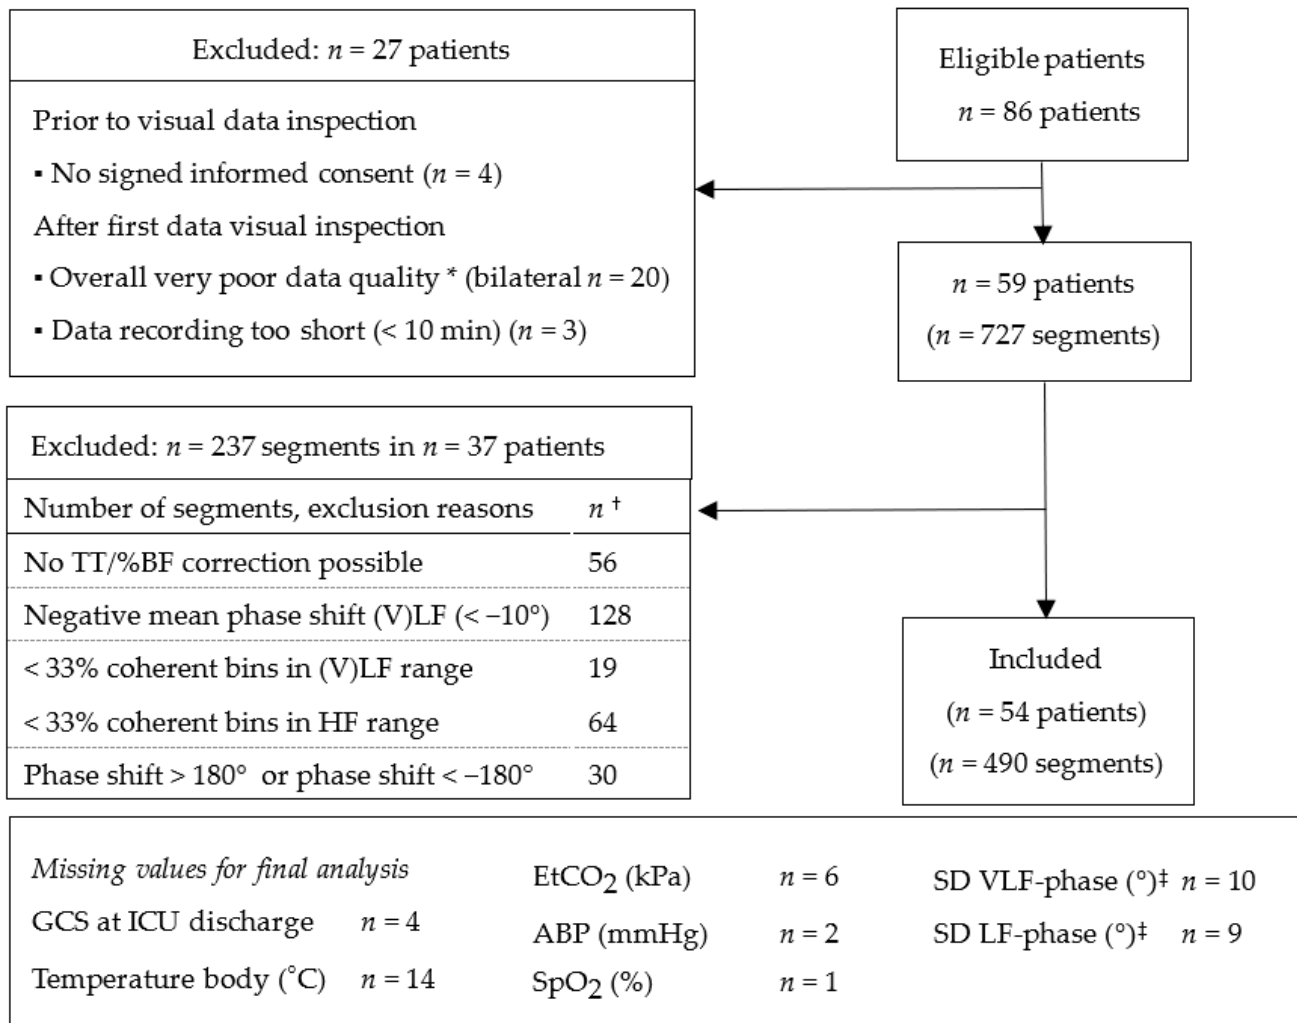 Excluded: n = 27 patients
Prior to visual data inspection
▪ No signed informed consent (n = 4)
After first data visual inspection
▪ Overall very poor data quality * (bilateral n = 20)
▪ Data recording too short (< 10 min) (n = 3)
Eligible patients
n = 86 patients
n = 59 patients
(n = 727 segments)
Excluded: n = 237 segments in n = 37 patients
Number of segments, exclusion reasons n †
No TT/%BF correction possible 56
Negative mean phase shift (V)LF (< –10°) 128
< 33% coherent bins in (V)LF range 19
< 33% coherent bins in HF range 64
Phase shift > 180° or phase shift < –180° 30
Included
(n = 54 patients)
(n = 490 segments)
Missing values for final analysis
GCS at ICU discharge n = 4
Temperature body (°C) n = 14
EtCO₂ (kPa) n = 6
ABP (mmHg) n = 2
SpO₂ (%) n = 1
SD VLF-phase (°)‡ n = 10
SD LF-phase (°)‡ n = 9